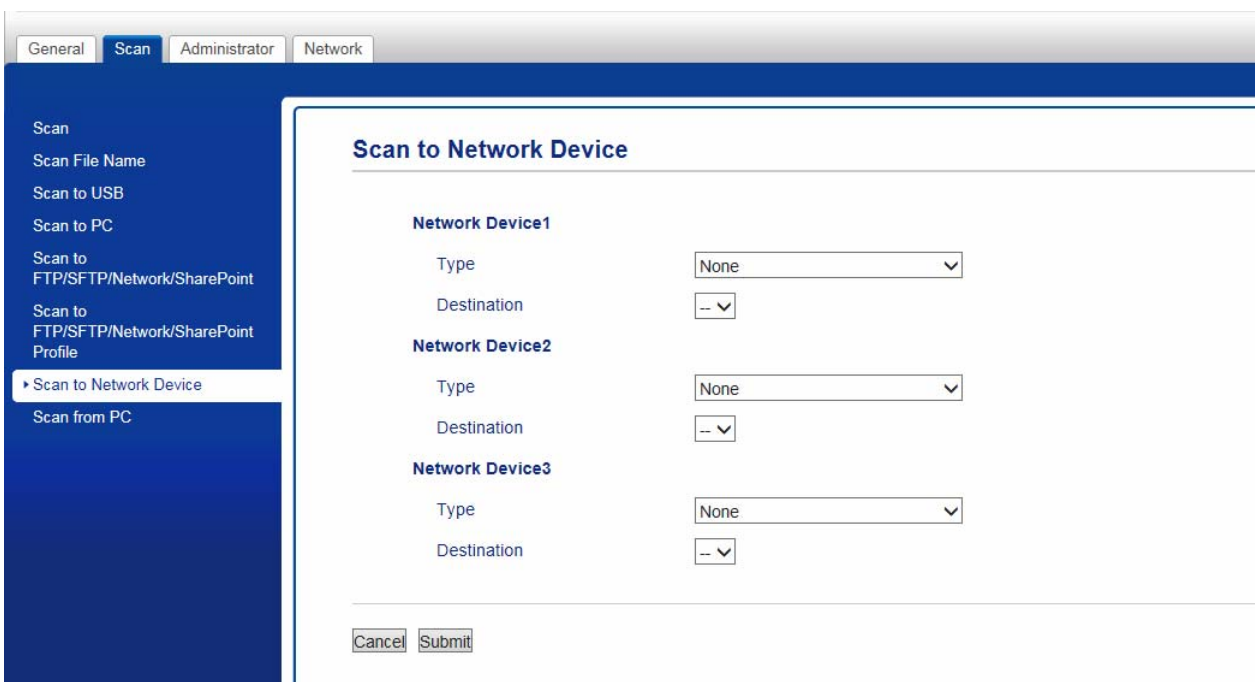 General Scan Administrator Network
Scan
Scan File Name
Scan to USB
Scan to PC
Scan to
FTP/SFTP/Network/SharePoint
Scan to
FTP/SFTP/Network/SharePoint
Profile
Scan to Network Device
Scan from PC
Scan to Network Device
Network Device1
Type None
Destination --
Network Device2
Type None
Destination --
Network Device3
Type None
Destination --
Cancel Submit